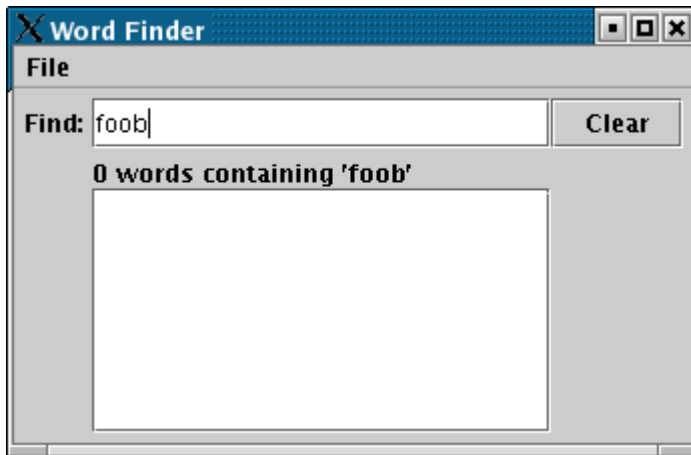 Word Finder
File
Find: foob Clear
0 words containing 'foob'